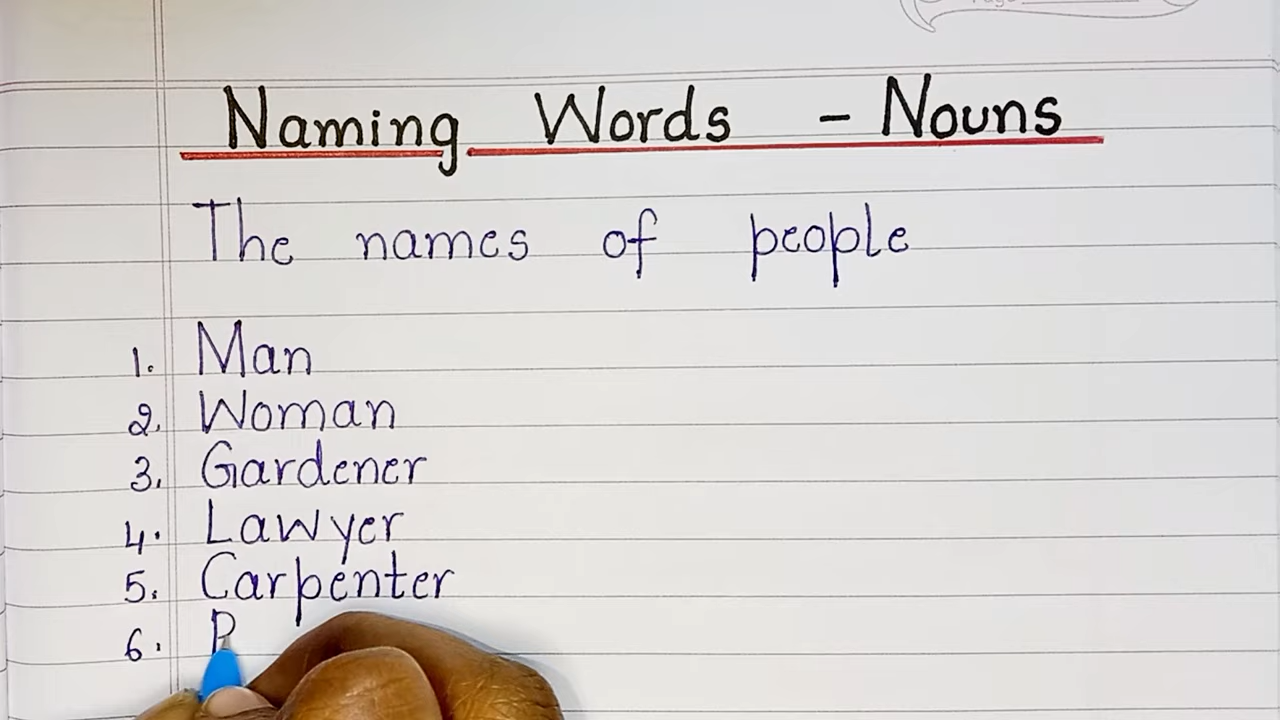 Naming Words - Nouns
The names of people
1. Man
2. Woman
3. Gardener
4. Lawyer
5. Carpenter
6.